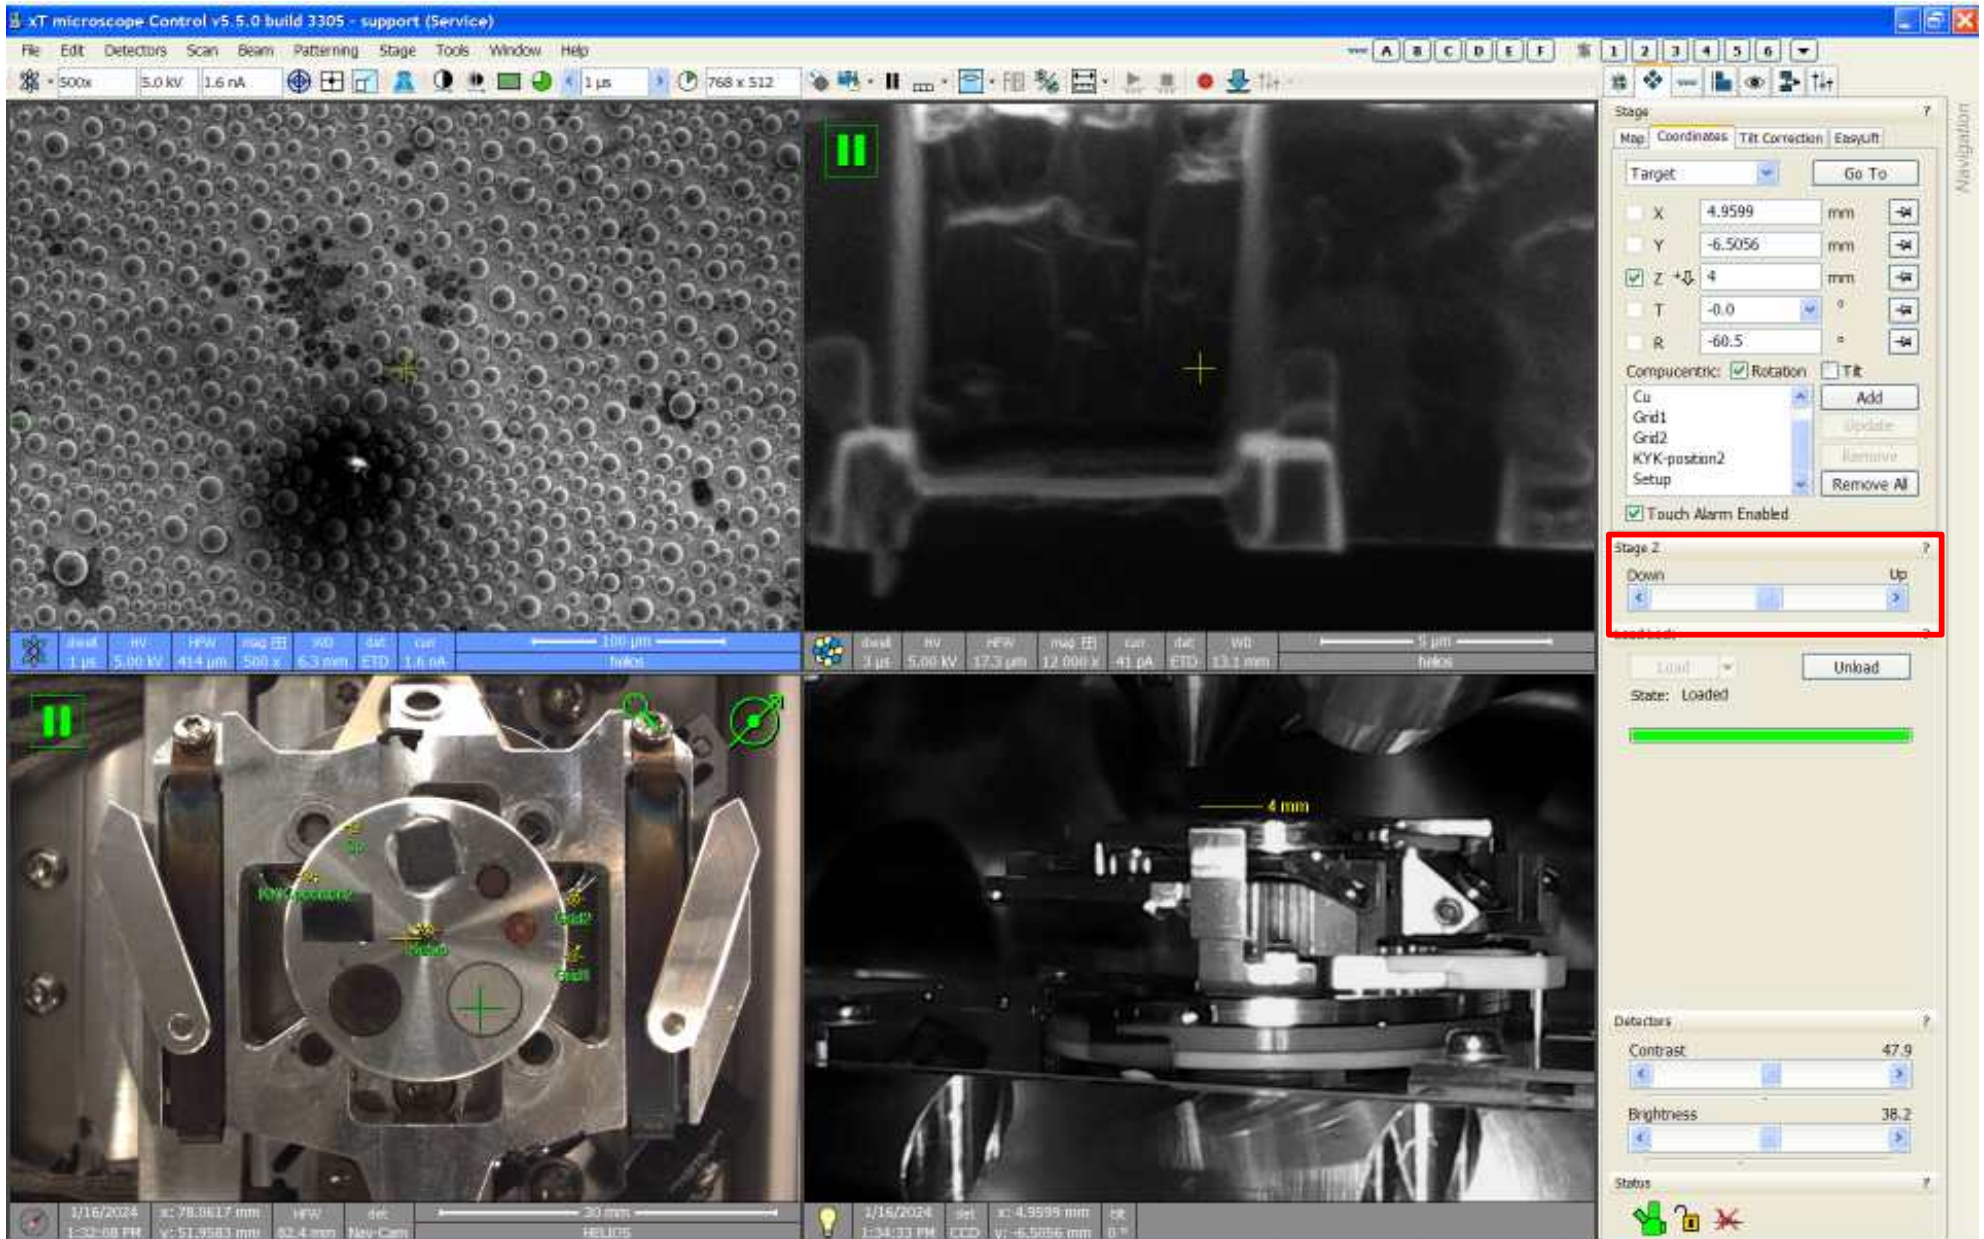 xT microscope Control v5.5.0 build 3305 - support (Service)
File Edit Detectors Scan Beam Patterning Stage Tools Window Help
A B C D E F 1 2 3 4 5 6
500x 5.0 kV 1.6 nA 1 µs 768 x 512
Stage ?
Navigation
Map Coordinates Tilt Correction EasyLift
Target Go To
X 4.9599 mm
Y -6.5056 mm
Z 4 mm
T -0.0 °
R -60.5 °
Compucentric: Rotation Tilt
Cu Add
Grid1
Grid2 Update
KYK-position2 Remove
Setup Remove All
Touch Alarm Enabled
Stage 2 ?
Down Up
?
Load Unload
State: Loaded
dwell HV HFW mag WD det curr 100 µm
1 µs 5.00 kV 414 µm 500 x 6.3 mm ETD 1.6 nA helios
dwell HV HFW mag curr det WD 5 µm
3 µs 5.00 kV 17.3 µm 12 000 x 41 pA ETD 13.1 mm helios
Grid2
Grid1
4 mm
Detectors ?
Contrast 47.9
Brightness 38.2
Status ?
1/16/2024 x: 78.0617 mm HFW det 30 mm
1:32:08 PM y: 51.9583 mm 82.4 mm Nav-Cam HELIOS
1/16/2024 det x: 4.9599 mm tilt
1:34:33 PM CCD y: -6.5056 mm 0 °